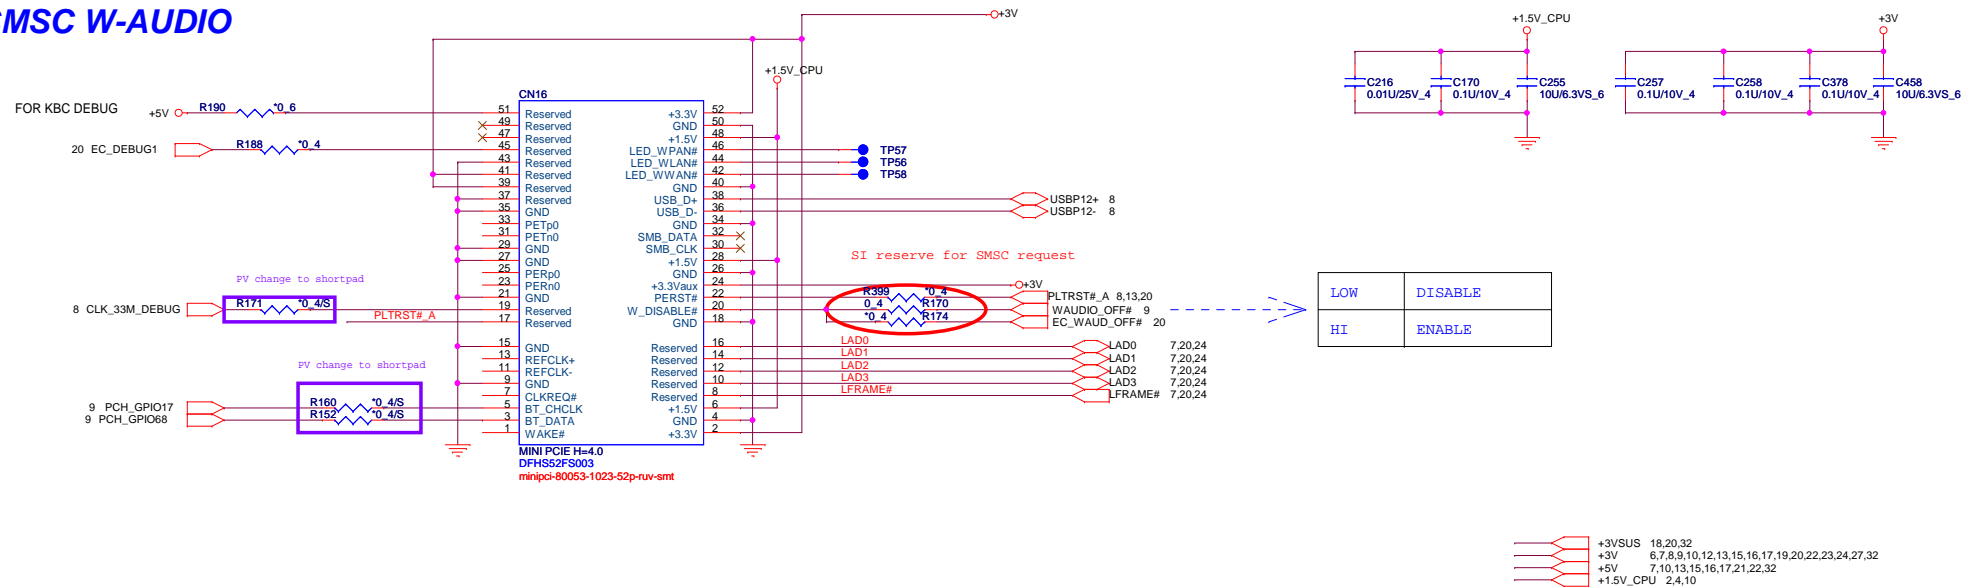 SMSC W-AUDIO
+3V
+1.5V_CPU
+3V
+1.5V_CPU
C216
0.01U/25V_4
C170
0.1U/10V_4
C255
10U/6.3VS_6
C257
0.1U/10V_4
C258
0.1U/10V_4
C378
0.1U/10V_4
C458
10U/6.3VS_6
FOR KBC DEBUG
+5V
R190
*0_6
20 EC_DEBUG1
R188
*0_4
CN16
51 Reserved +3.3V 52
49 Reserved GND 50
47 Reserved +1.5V 48
45 Reserved LED_WPAN# 46 TP57
43 Reserved LED_WLAN# 44 TP56
41 Reserved LED_WWAN# 42 TP58
39 Reserved GND 40
37 Reserved USB_D+ 38 USBP12+ 8
35 GND USB_D- 36 USBP12- 8
33 PETp0 GND 34
31 PETn0 SMB_DATA 32
29 GND SMB_CLK 30
27 GND +1.5V 28
25 PERp0 GND 26
23 PERn0 +3.3Vaux 24 +3V
21 GND PERST# 22
19 Reserved W_DISABLE# 20
17 Reserved GND 18
15 GND Reserved 16
13 REFCLK+ Reserved 14
11 REFCLK- Reserved 12
9 GND Reserved 10
7 CLKREQ# Reserved 8
5 BT_CHCLK +1.5V 6
3 BT_DATA GND 4
1 WAKE# +3.3V 2
MINI PCIE H=4.0
DFHS52FS003
minipci-80053-1023-52p-ruv-smt
SI reserve for SMSC request
PV change to shortpad
R171
*0_4/S
8 CLK_33M_DEBUG
PLTRST#_A
R399
*0_4
PLTRST#_A 8,13,20
0_4
R170
WAUDIO_OFF# 9
*0_4
R174
EC_WAUD_OFF# 20
LOW DISABLE
HI ENABLE
LAD0 LAD0 7,20,24
LAD1 LAD1 7,20,24
LAD2 LAD2 7,20,24
LAD3 LAD3 7,20,24
LFRAME# LFRAME# 7,20,24
PV change to shortpad
9 PCH_GPIO17
R160
*0_4/S
9 PCH_GPIO68
R152
*0_4/S
+3VSUS 18,20,32
+3V 6,7,8,9,10,12,13,15,16,17,19,20,22,23,24,27,32
+5V 7,10,13,15,16,17,21,22,32
+1.5V_CPU 2,4,10